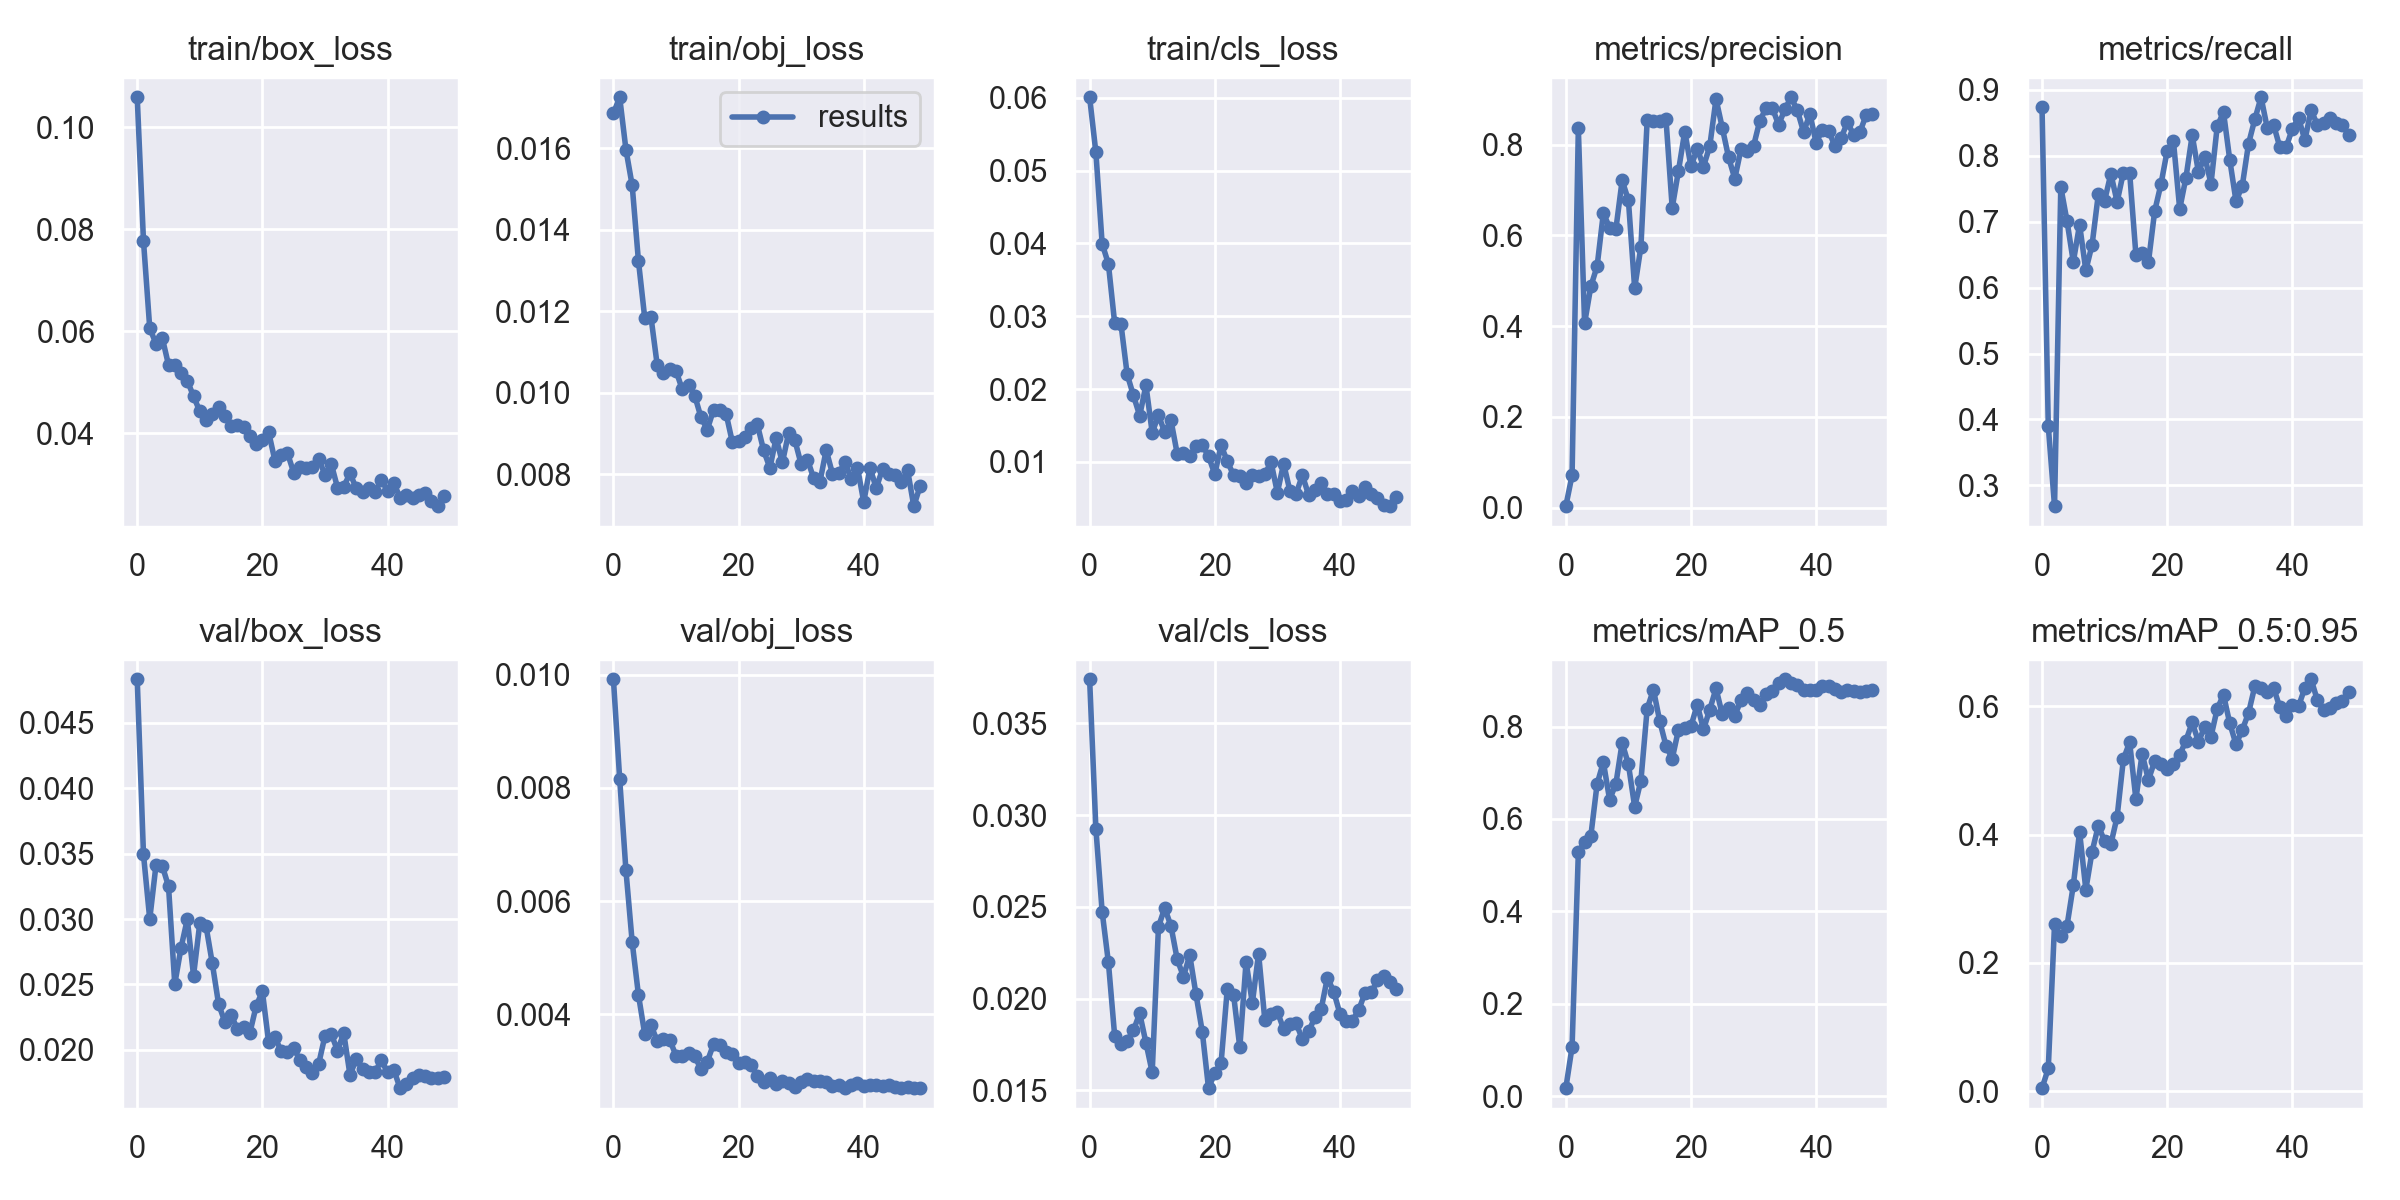 train/box_loss
0.10
0.08
0.06
0.04
0 20 40
train/obj_loss
results
0.016
0.014
0.012
0.010
0.008
0 20 40
train/cls_loss
0.06
0.05
0.04
0.03
0.02
0.01
0 20 40
metrics/precision
0.8
0.6
0.4
0.2
0.0
0 20 40
metrics/recall
0.9
0.8
0.7
0.6
0.5
0.4
0.3
0 20 40
val/box_loss
0.045
0.040
0.035
0.030
0.025
0.020
0 20 40
val/obj_loss
0.010
0.008
0.006
0.004
0 20 40
val/cls_loss
0.035
0.030
0.025
0.020
0.015
0 20 40
metrics/mAP_0.5
0.8
0.6
0.4
0.2
0.0
0 20 40
metrics/mAP_0.5:0.95
0.6
0.4
0.2
0.0
0 20 40